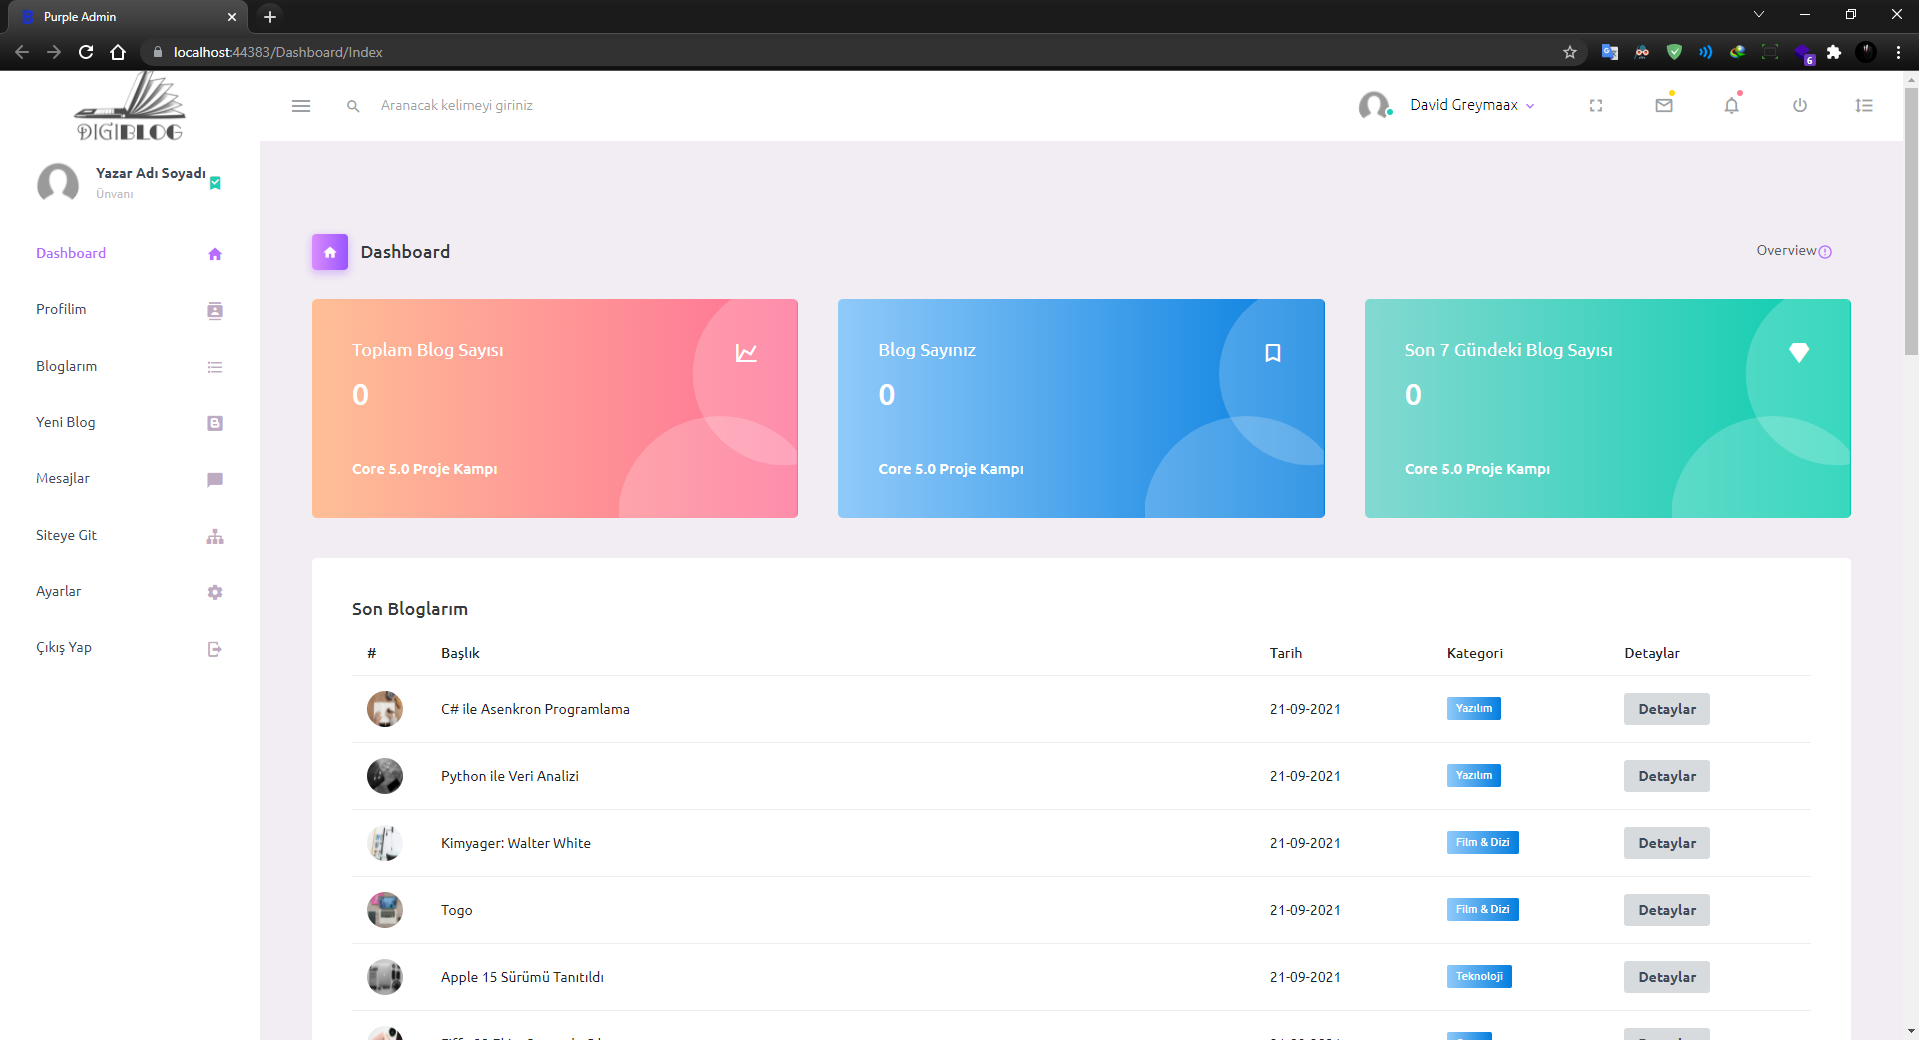 Purple Admin
localhost:44383/Dashboard/Index
6
DIGIBLOG
Aranacak kelimeyi giriniz
David Greymaax
Yazar Adı Soyadı
Ünvanı
Dashboard
Profilim
Bloglarım
Yeni Blog
Mesajlar
Siteye Git
Ayarlar
Çıkış Yap
Dashboard
Overview
Toplam Blog Sayısı
0
Core 5.0 Proje Kampı
Blog Sayınız
0
Core 5.0 Proje Kampı
Son 7 Gündeki Blog Sayısı
0
Core 5.0 Proje Kampı
Son Bloglarım
# Başlık Tarih Kategori Detaylar
C# ile Asenkron Programlama 21-09-2021 Yazılım Detaylar
Python ile Veri Analizi 21-09-2021 Yazılım Detaylar
Kimyager: Walter White 21-09-2021 Film & Dizi Detaylar
Togo 21-09-2021 Film & Dizi Detaylar
Apple 15 Sürümü Tanıtıldı 21-09-2021 Teknoloji Detaylar